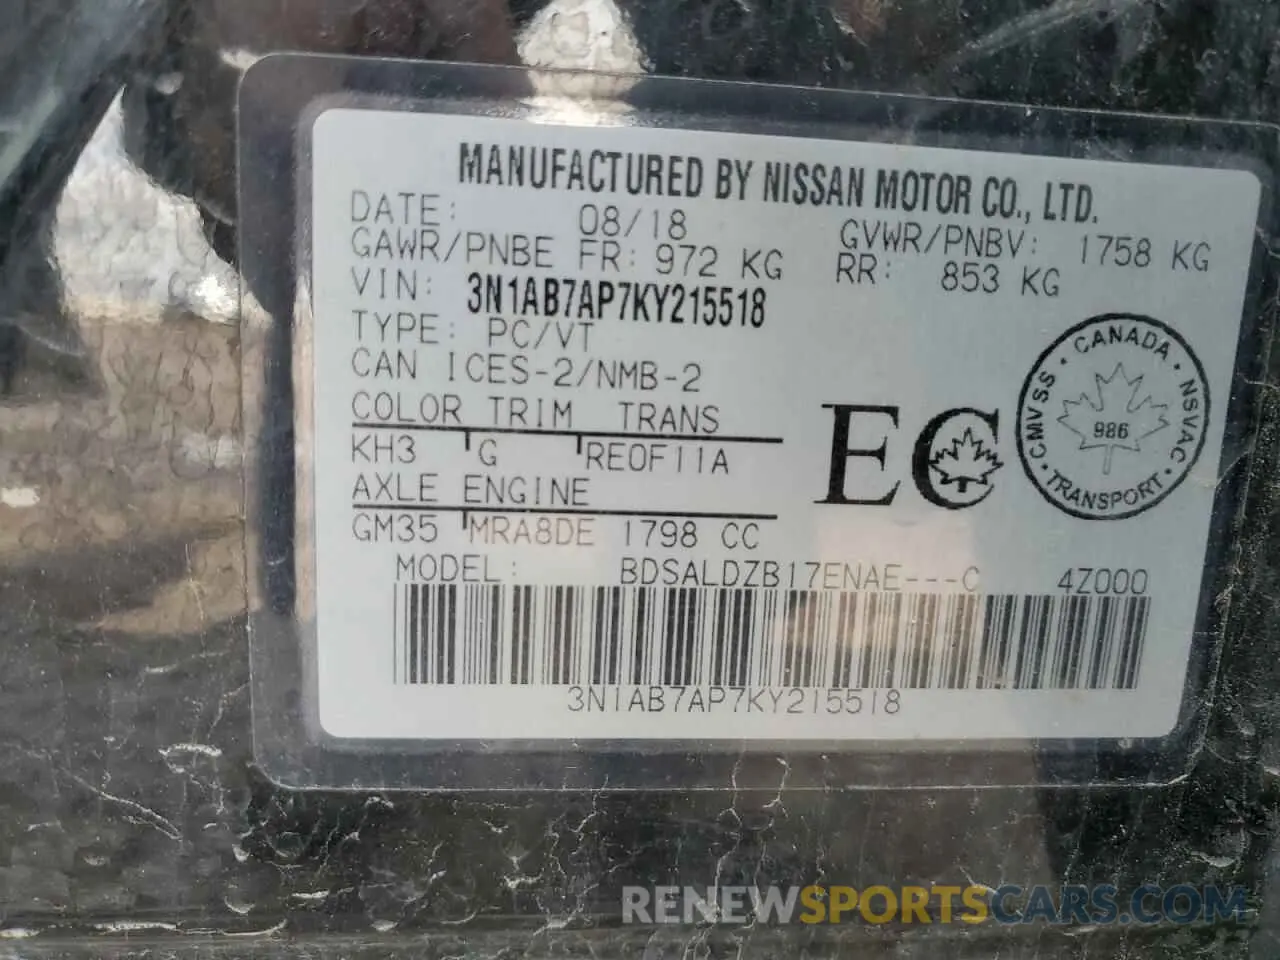 MANUFACTURED BY NISSAN MOTOR CO., LTD.
DATE: 08/18 GVWR/PNBV: 1758 KG
GAWR/PNBE FR: 972 KG RR: 853 KG
VIN: 3N1AB7AP7KY215518
TYPE: PC/VT
CAN ICES-2/NMB-2
COLOR TRIM TRANS
KH3 G RE0F11A
AXLE ENGINE
GM35 MRA8DE 1798 CC
EC
CANADA · NSVAC · TRANSPORT · CMVSS ·
986
MODEL: BDSALDZB17ENAE---C 4Z000
3N1AB7AP7KY215518
RENEWSPORTSCARS.COM